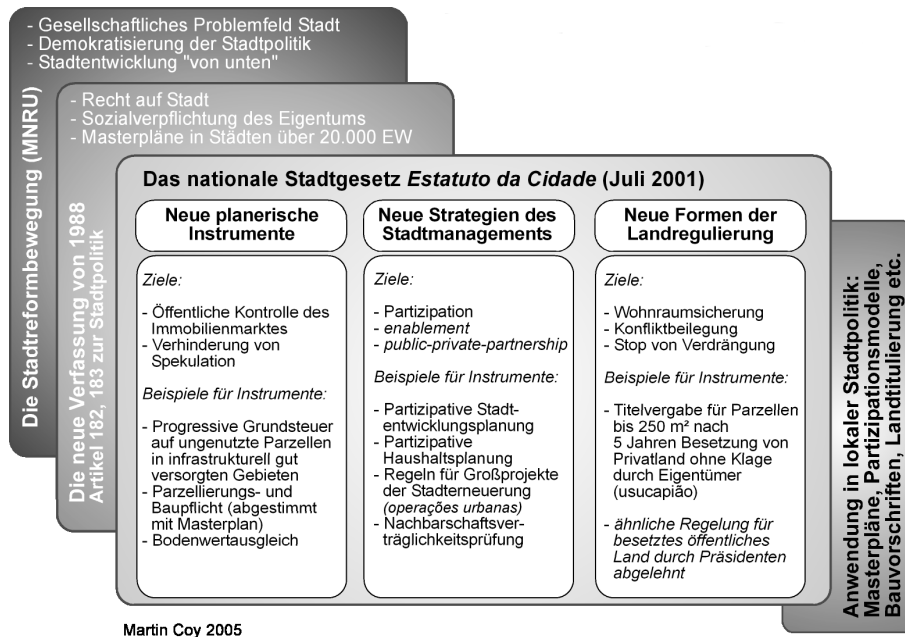 - Gesellschaftliches Problemfeld Stadt
- Demokratisierung der Stadtpolitik
- Stadtentwicklung "von unten"
Die Stadtreformbewegung (MNRU)
- Recht auf Stadt
- Sozialverpflichtung des Eigentums
- Masterpläne in Städten über 20.000 EW
Die neue Verfassung von 1988
Artikel 182, 183 zur Stadtpolitik
Das nationale Stadtgesetz Estatuto da Cidade (Juli 2001)
Neue planerische
Instrumente
Ziele:
- Öffentliche Kontrolle des
Immobilienmarktes
- Verhinderung von
Spekulation
Beispiele für Instrumente:
- Progressive Grundsteuer
auf ungenutzte Parzellen
in infrastrukturell gut
versorgten Gebieten
- Parzellierungs- und
Baupflicht (abgestimmt
mit Masterplan)
- Bodenwertausgleich
Neue Strategien des
Stadtmanagements
Ziele:
- Partizipation
- enablement
- public-private-partnership
Beispiele für Instrumente:
- Partizipative Stadt-
entwicklungsplanung
- Partizipative
Haushaltsplanung
- Regeln für Großprojekte
der Stadterneuerung
(operações urbanas)
- Nachbarschaftsver-
träglichkeitsprüfung
Neue Formen der
Landregulierung
Ziele:
- Wohnraumsicherung
- Konfliktbeilegung
- Stop von Verdrängung
Beispiele für Instrumente:
- Titelvergabe für Parzellen
bis 250 m² nach
5 Jahren Besetzung von
Privatland ohne Klage
durch Eigentümer
(usucapião)
- ähnliche Regelung für
besetztes öffentliches
Land durch Präsidenten
abgelehnt
Anwendung in lokaler Stadtpolitik:
Masterpläne, Partizipationsmodelle,
Bauvorschriften, Landtitulierung etc.
Martin Coy 2005